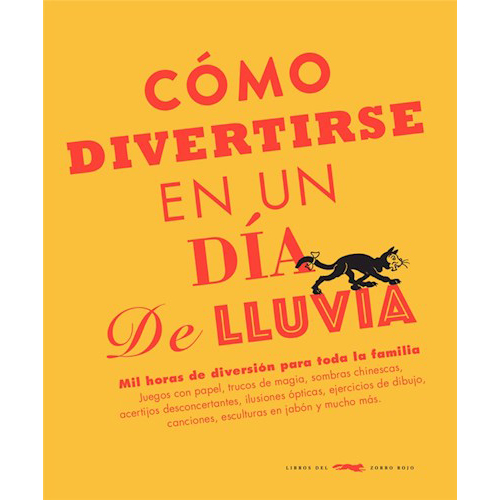 CÓMO
DIVERTIRSE
EN UN
DÍA
De LLUVIA
Mil horas de diversión para toda la familia
Juegos con papel, trucos de magia, sombras chinescas,
acertijos desconcertantes, ilusiones ópticas, ejercicios de dibujo,
canciones, esculturas en jabón y mucho más.
LIBROS DEL ZORRO ROJO